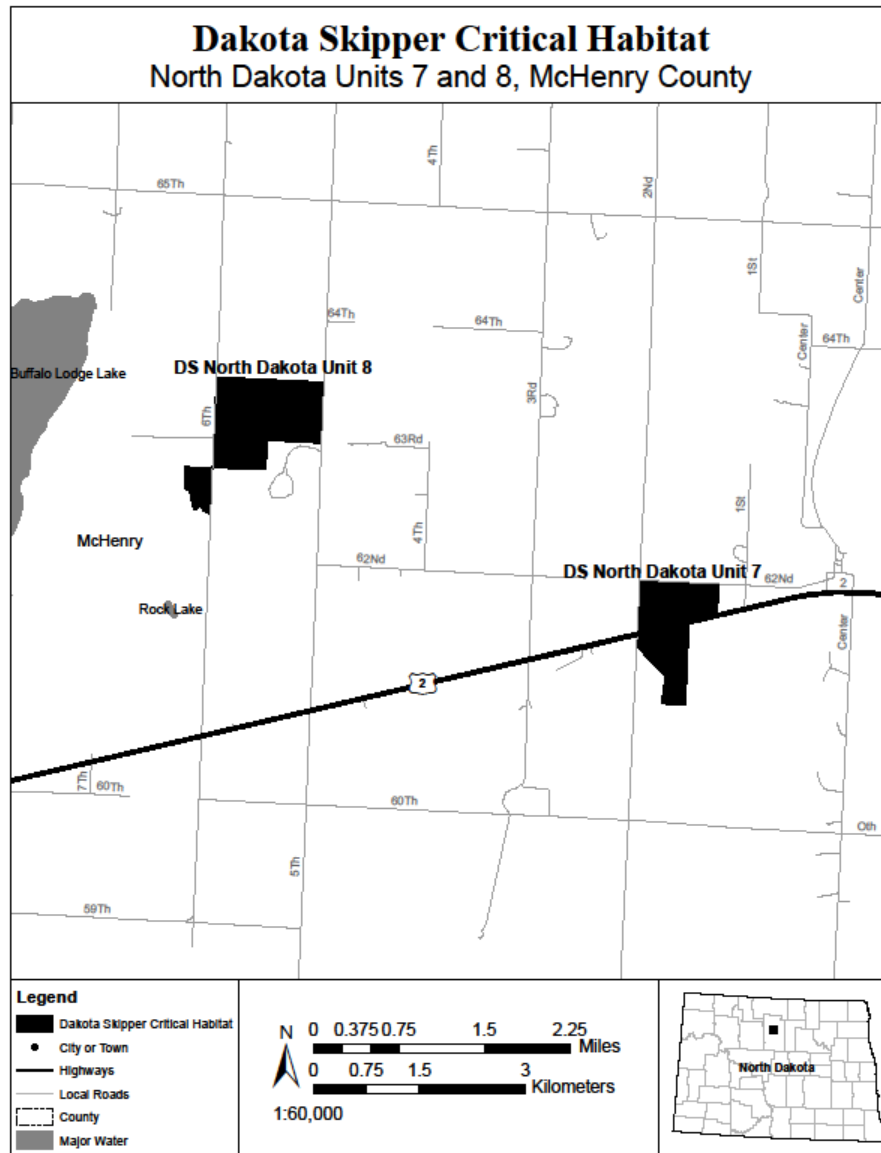 Dakota Skipper Critical Habitat
North Dakota Units 7 and 8, McHenry County
4Th
2Nd
65Th
1St
Center
64Th
64Th
Center
64Th
Buffalo Lodge Lake
DS North Dakota Unit 8
6Th
3Rd
63Rd
4Th
1St
McHenry
62Nd
DS North Dakota Unit 7
62Nd
2
Rock Lake
Center
2
7Th
60Th
60Th
Oth
5Th
59Th
Legend
Dakota Skipper Critical Habitat
City or Town
Highways
Local Roads
County
Major Water
N
0 0.375 0.75 1.5 2.25
Miles
0 0.75 1.5 3
Kilometers
1:60,000
North Dakota